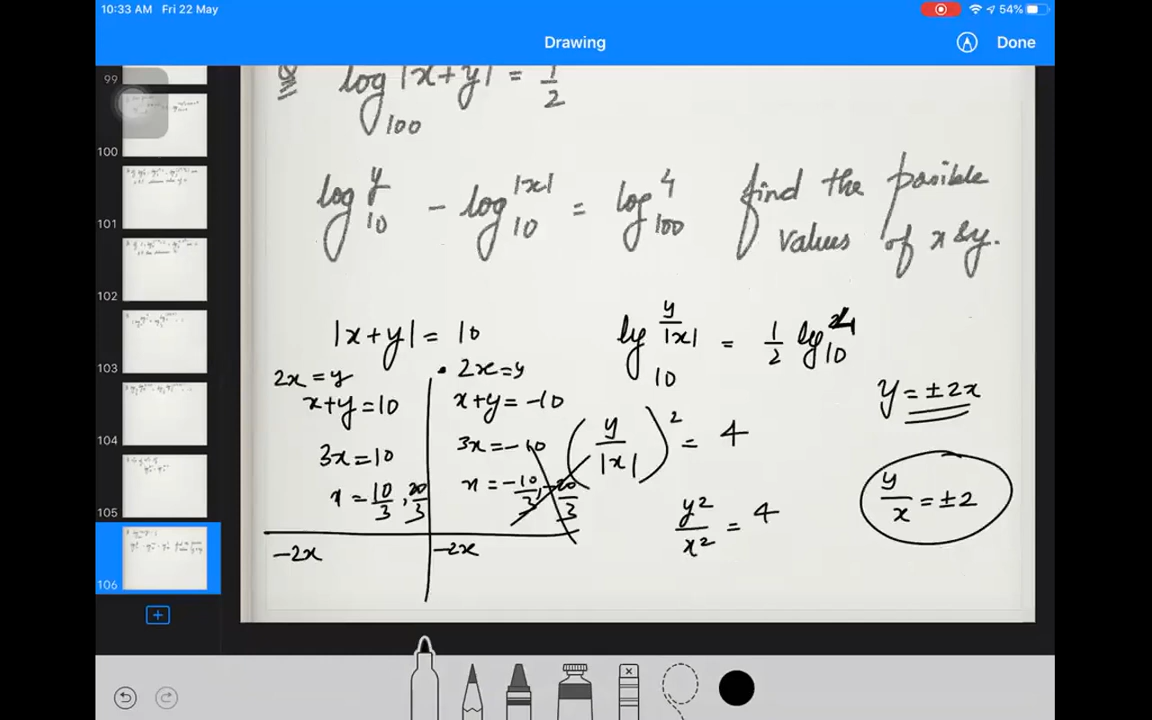 10:33 AM Fri 22 May
54%
Drawing
Done
99
100
101
102
103
104
105
106
Q log₁₀₀ |x+y| = 1/2
log₁₀ y - log₁₀ |x| = log₁₀₀ 4 find the possible
values of x & y.
|x+y| = 10
2x = y
x+y = 10
3x = 10
x = 10/3, 20/3
-2x
2x = y
x+y = -10
3x = -10
x = -10/3, -20/3
-2x
log₁₀ y/|x| = 1/2 log₁₀ 4
(y/|x|)² = 4
y²/x² = 4
y = ±2x
y/x = ±2